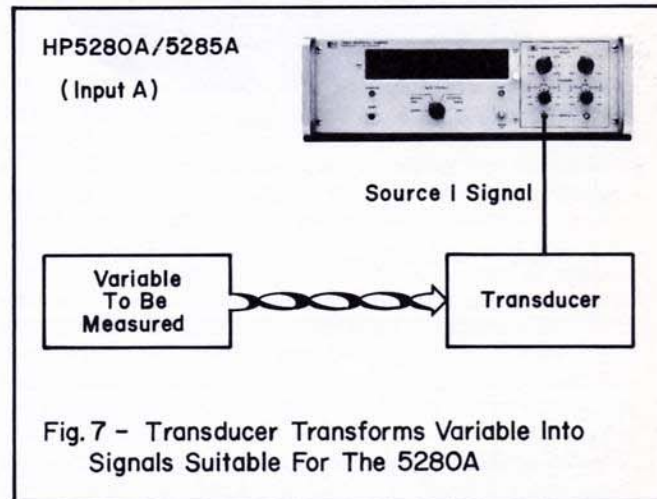 HP5280A/5285A
(Input A)
Source 1 Signal
Variable
To Be
Measured
Transducer
Fig. 7 - Transducer Transforms Variable Into
Signals Suitable For The 5280A